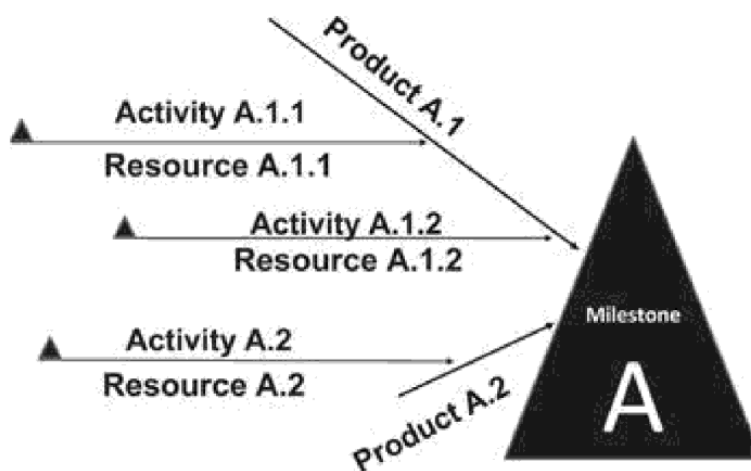 Product A.1
Activity A.1.1
Resource A.1.1
Activity A.1.2
Resource A.1.2
Milestone
A
Activity A.2
Resource A.2
Product A.2